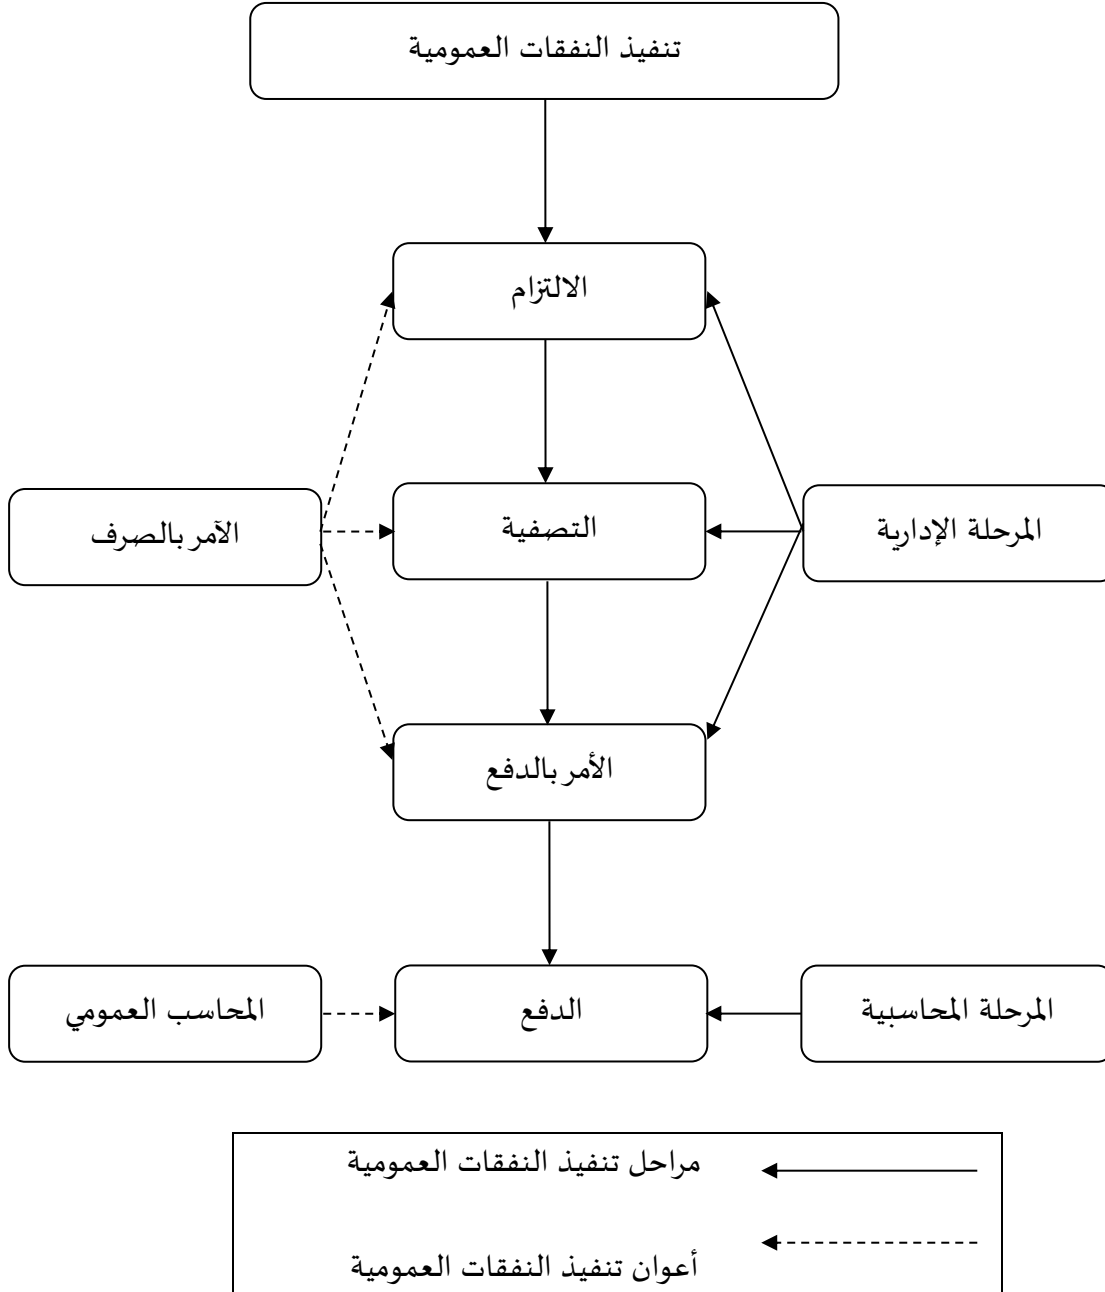 تنفيذ النفقات العمومية
الالتزام
المرحلة الإدارية
التصفية
الآمر بالصرف
الأمر بالدفع
المرحلة المحاسبية
الدفع
المحاسب العمومي
مراحل تنفيذ النفقات العمومية
أعوان تنفيذ النفقات العمومية